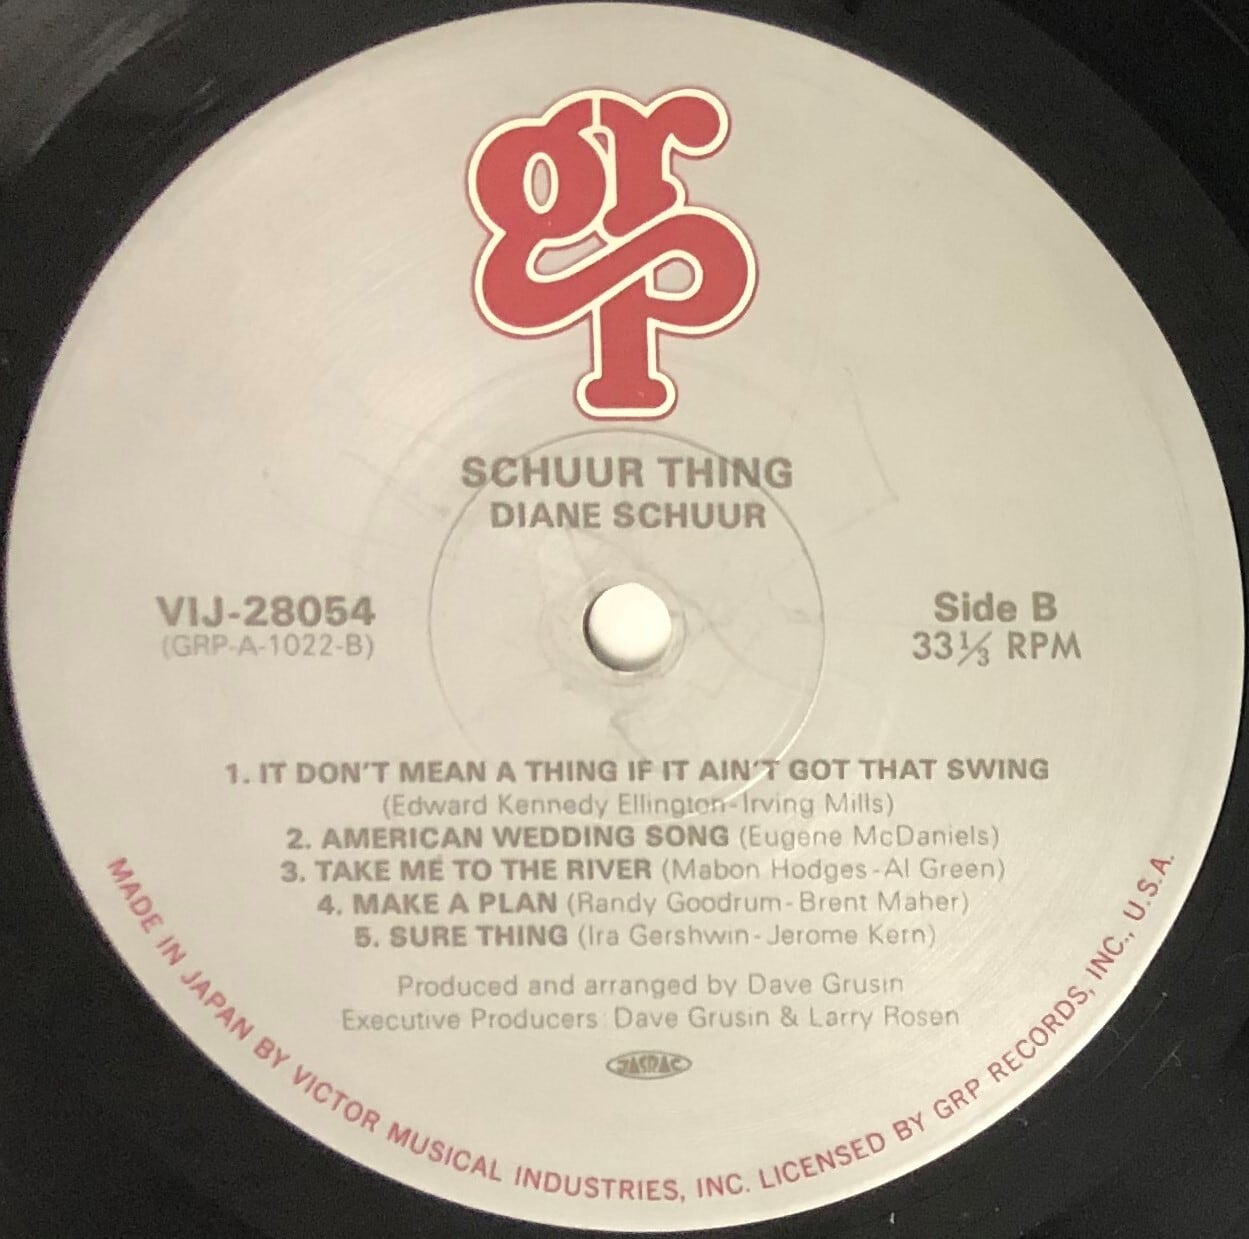 grp
SCHUUR THING
DIANE SCHUUR
VIJ-28054
(GRP-A-1022-B)
Side B
33⅓ RPM
1. IT DON'T MEAN A THING IF IT AIN'T GOT THAT SWING
(Edward Kennedy Ellington-Irving Mills)
2. AMERICAN WEDDING SONG (Eugene McDaniels)
3. TAKE ME TO THE RIVER (Mabon Hodges-Al Green)
4. MAKE A PLAN (Randy Goodrum-Brent Maher)
5. SURE THING (Ira Gershwin-Jerome Kern)
Produced and arranged by Dave Grusin
Executive Producers: Dave Grusin & Larry Rosen
JASRAC
MADE IN JAPAN BY VICTOR MUSICAL INDUSTRIES, INC. LICENSED BY GRP RECORDS, INC., U.S.A.